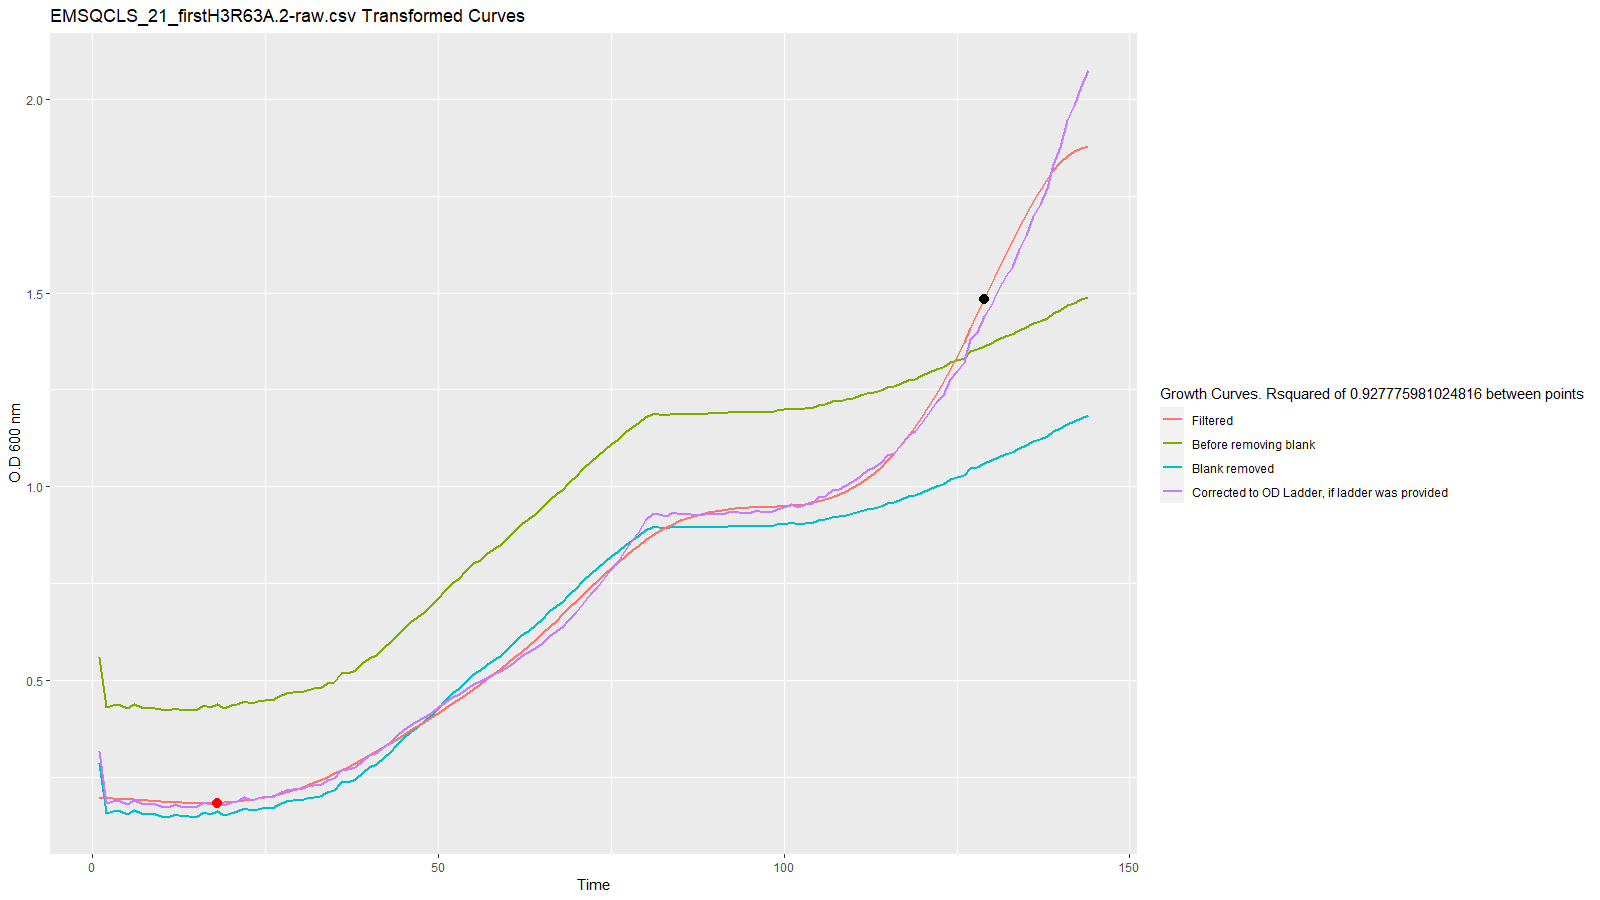 EMSQCLS_21_firstH3R63A.2-raw.csv Transformed Curves
2.0
1.5
1.0
0.5
O.D 600 nm
0
50
100
150
Time
Growth Curves. Rsquared of 0.927775981024816 between points
Filtered
Before removing blank
Blank removed
Corrected to OD Ladder, if ladder was provided